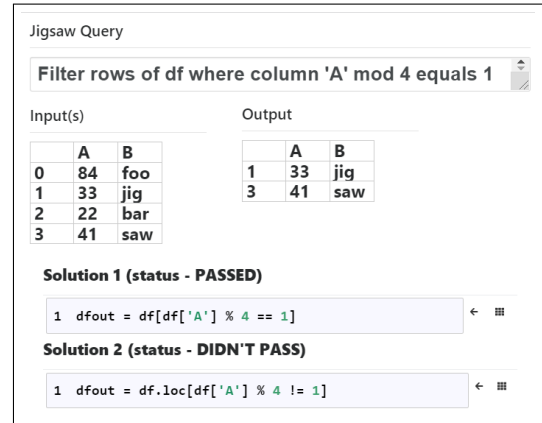 Jigsaw Query
Filter rows of df where column 'A' mod 4 equals 1
Input(s)
A B
0 84 foo
1 33 jig
2 22 bar
3 41 saw
Output
A B
1 33 jig
3 41 saw
Solution 1 (status - PASSED)
1 dfout = df[df['A'] % 4 == 1]
Solution 2 (status - DIDN'T PASS)
1 dfout = df.loc[df['A'] % 4 != 1]